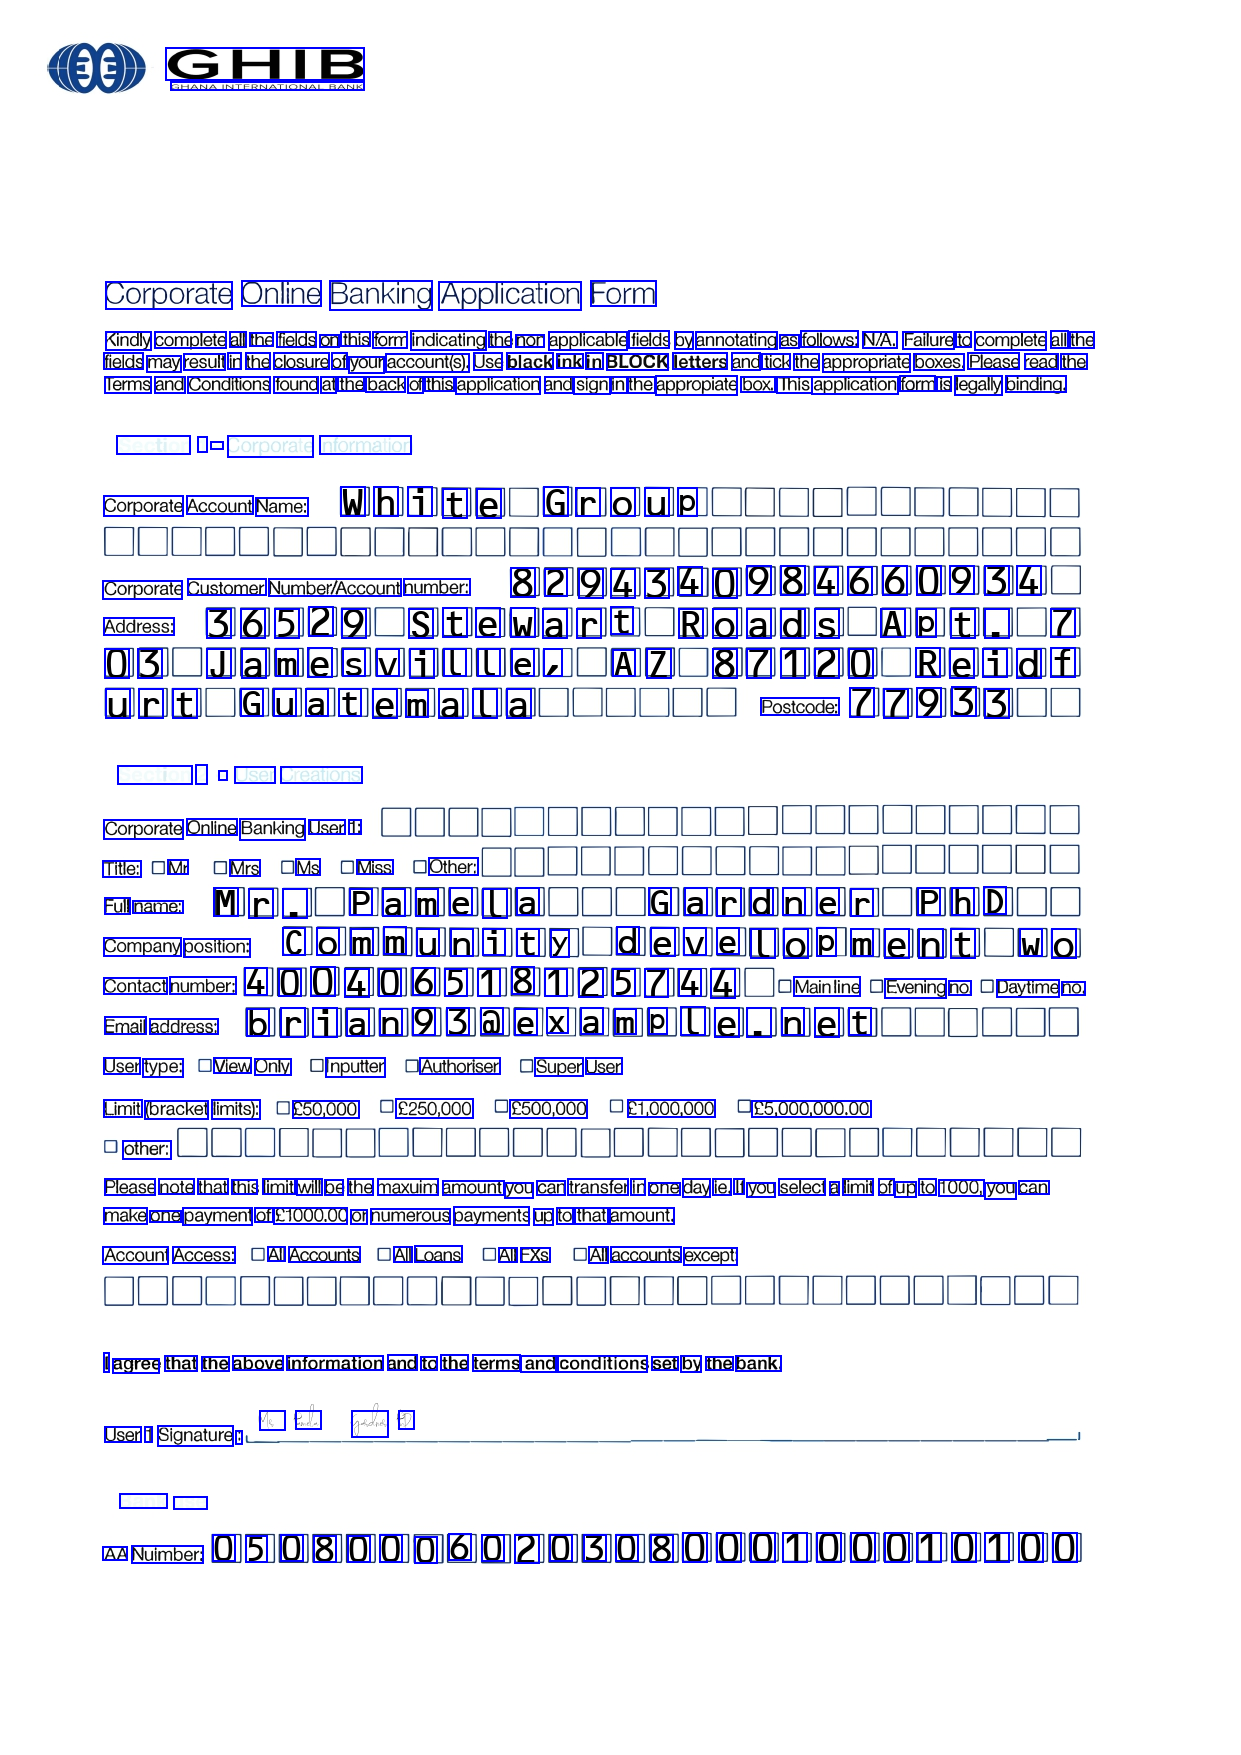 GHIB
GHANA INTERNATIONAL BANK
Corporate Online Banking Application Form
Kindly complete all the fields on this form indicating the non applicable fields by annotating as follows: N/A. Failure to complete all the
fields may result in the closure of your account(s). Use black ink in BLOCK letters and tick the appropriate boxes. Please read the
Terms and Conditions found at the back of this application and sign in the appropiate box. This application form is legally binding.
Section - Corporate Information
Corporate Account Name: White Group
Corporate Customer Number/Account number: 8294340984660934
Address: 36529 Stewart Roads Apt. 7
03 Jamesville, AZ 87120 Reidf
urt Guatemala Postcode: 77933
Section - User Creations
Corporate Online Banking User 1:
Title: Mr Mrs Ms Miss Other:
Full name: Mr. Pamela Gardner PhD
Company position: Community development wo
Contact number: 400406518125744 Main line Evening no. Daytime no.
Email address: brian93@example.net
User type: View Only Inputter Authoriser Super User
Limit (bracket limits): £50,000 £250,000 £500,000 £1,000,000 £5,000,000.00
other:
Please note that this limit will be the maxuim amount you can transfer in one day ie. If you select a limit of up to 1000, you can
make one payment of £1000.00 or numerous payments up to that amount.
Account Access: All Accounts All Loans All FXs All accounts except
I agree that the above information and to the terms and conditions set by the bank.
User 1 Signature :
AA Nuimber: 05080006020308000100010100